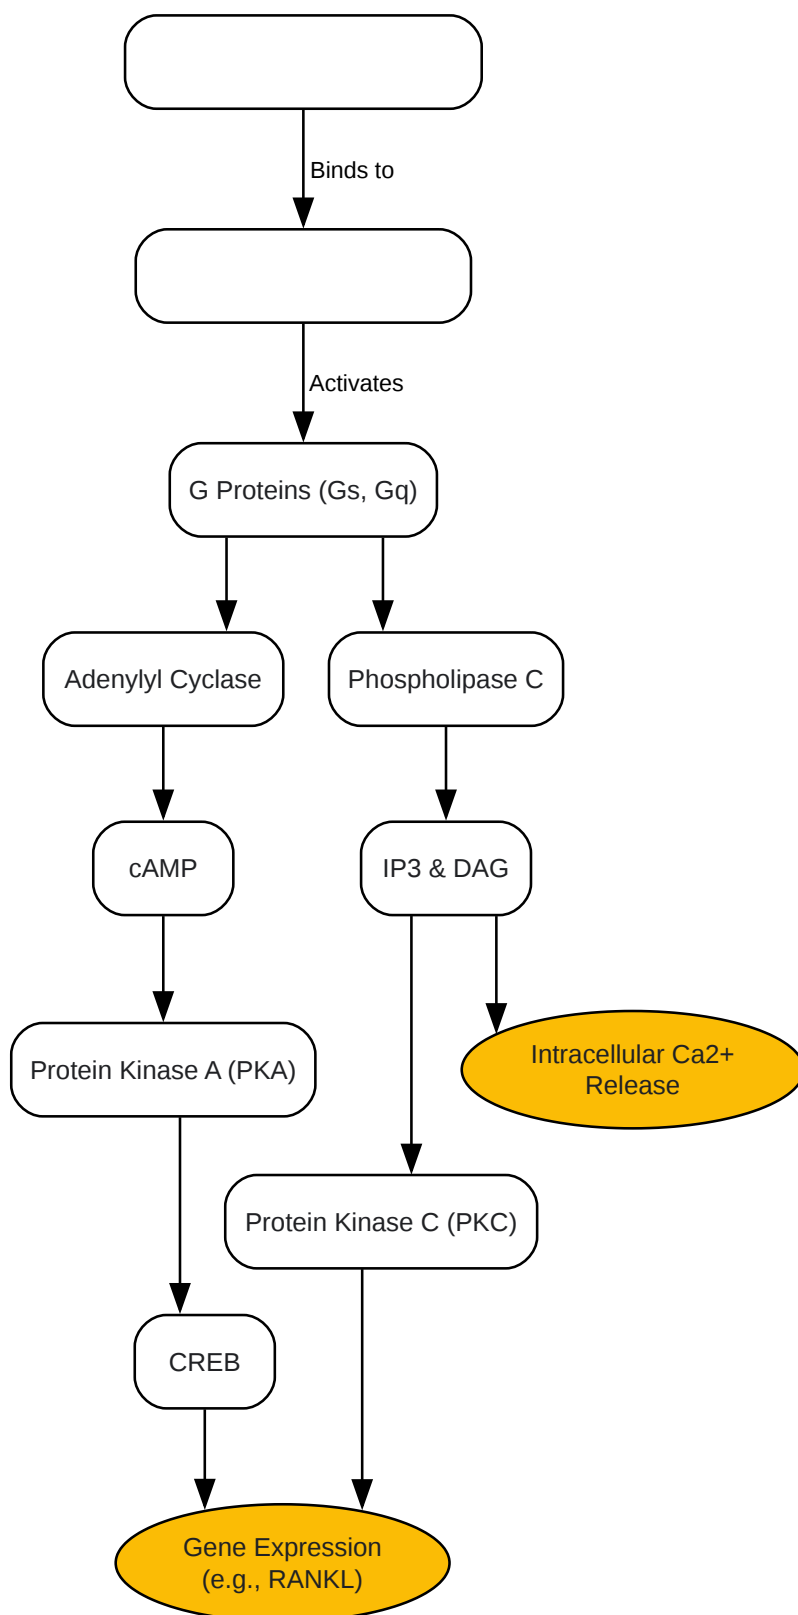 Binds to
Activates
G Proteins (Gs, Gq)
Adenylyl Cyclase
Phospholipase C
cAMP
IP3 & DAG
Intracellular Ca2+
Release
Protein Kinase A (PKA)
Protein Kinase C (PKC)
CREB
Gene Expression
(e.g., RANKL)